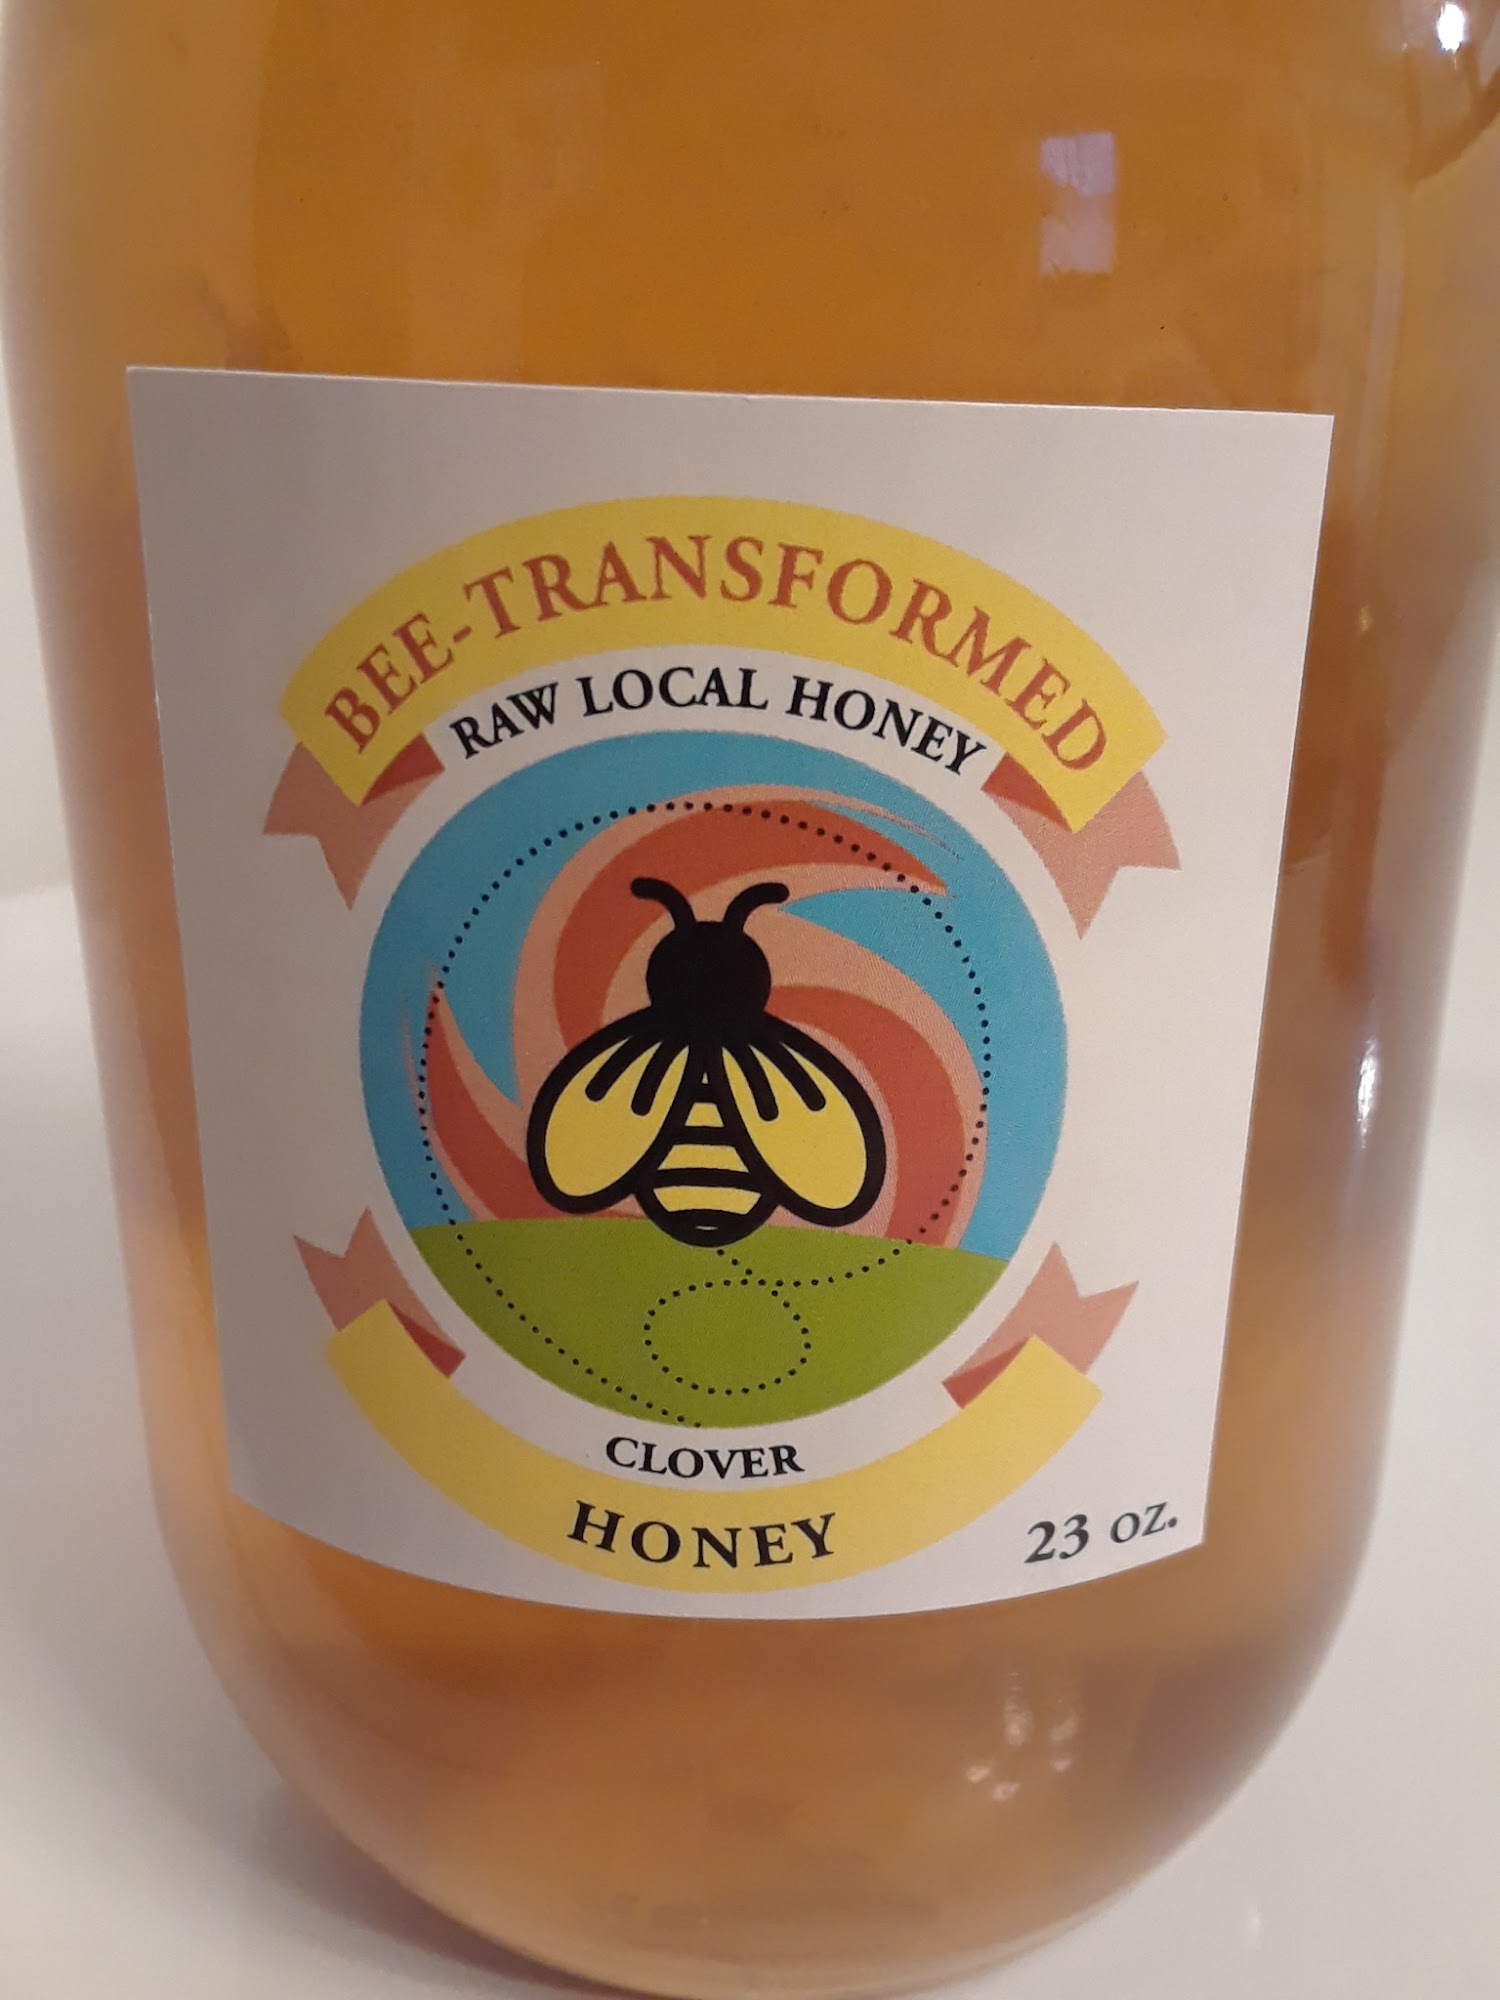 BEE-TRANSFORMED
RAW LOCAL HONEY
CLOVER
HONEY
23 oz.